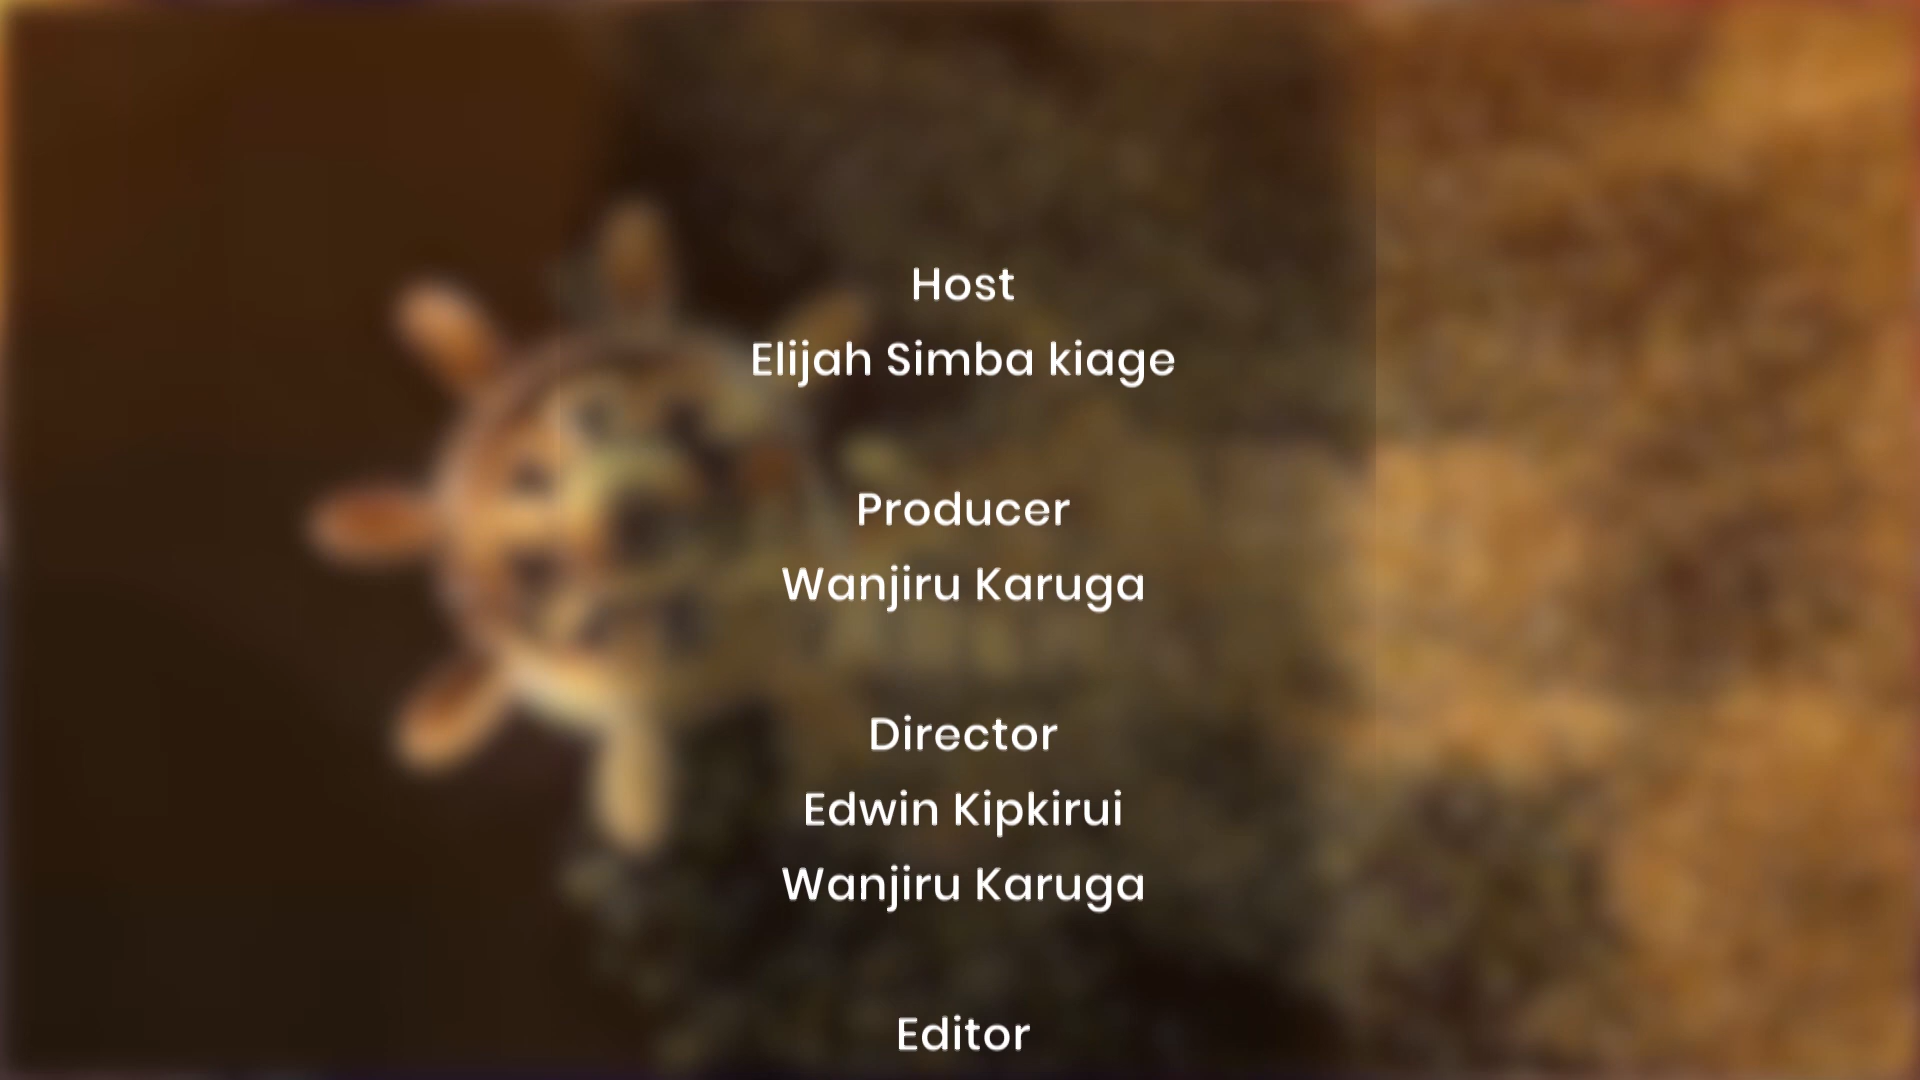 Host
Elijah Simba kiage
Producer
Wanjiru Karuga
Director
Edwin Kipkirui
Wanjiru Karuga
Editor